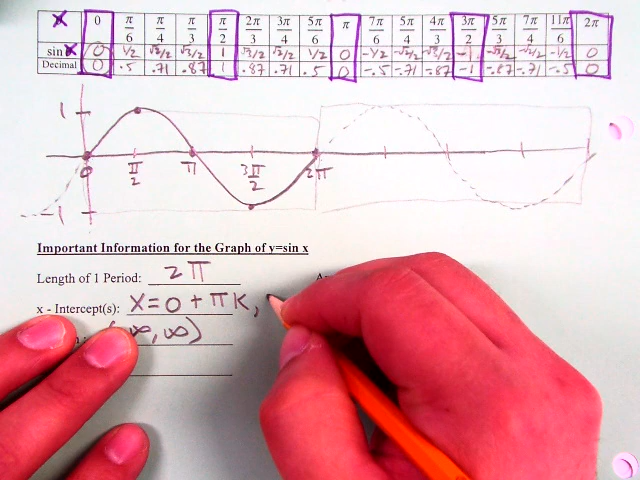 x 0 π/6 π/4 π/3 π/2 2π/3 3π/4 5π/6 π 7π/6 5π/4 4π/3 3π/2 5π/3 7π/4 11π/6 2π
sin x 0 1/2 √2/2 √3/2 1 √3/2 √2/2 1/2 0 -1/2 -√2/2 -√3/2 -1 -√3/2 -√2/2 -1/2 0
Decimal 0 .5 .71 .87 1 .87 .71 .5 0 -.5 -.71 -.87 -1 -.87 -.71 -.5 0
1
0 π/2 π 3π/2 2π
-1
Important Information for the Graph of y=sin x
Length of 1 Period: 2π
x - Intercept(s): X=0+πK,
∞, ∞)